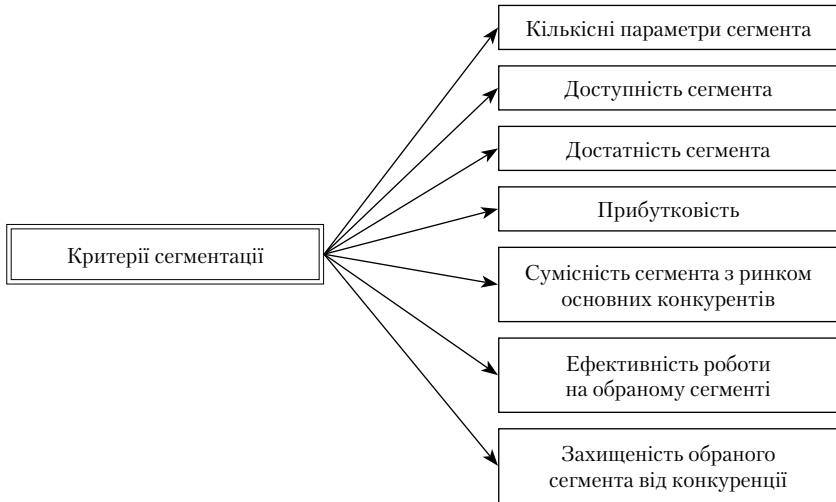 Критерії сегментації
Кількісні параметри сегмента
Доступність сегмента
Достатність сегмента
Прибутковість
Сумісність сегмента з ринком
основних конкурентів
Ефективність роботи
на обраному сегменті
Захищеність обраного
сегмента від конкуренції